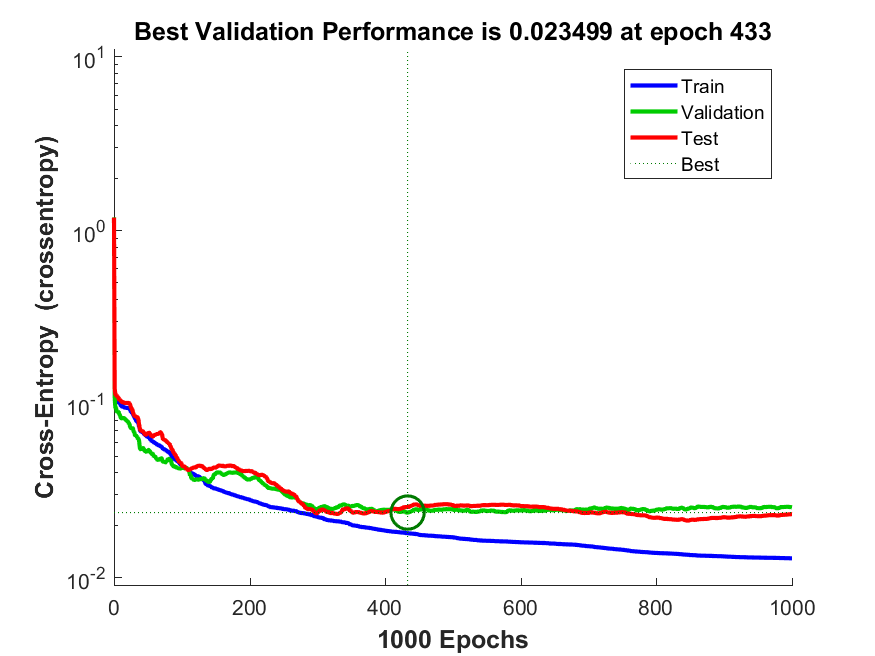 Best Validation Performance is 0.023499 at epoch 433
Cross-Entropy (crossentropy)
10^1
10^0
10^-1
10^-2
Train
Validation
Test
Best
0 200 400 600 800 1000
1000 Epochs